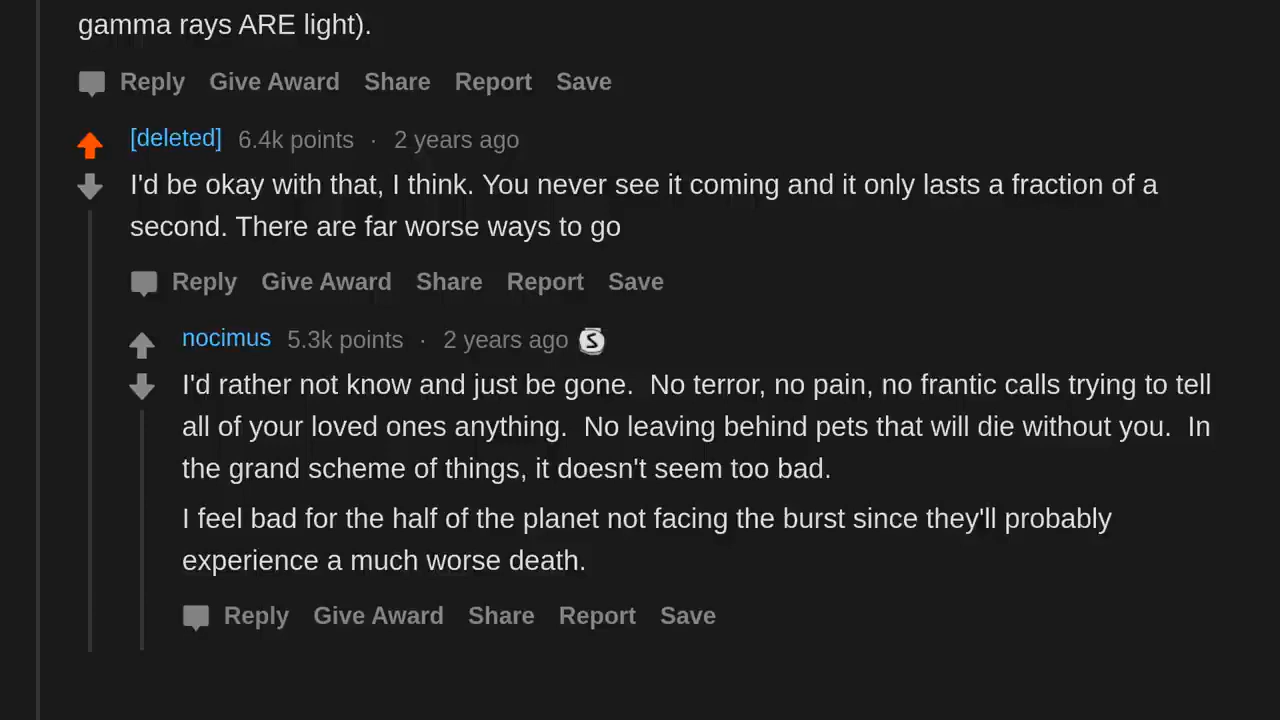 gamma rays ARE light).
Reply Give Award Share Report Save
[deleted] 6.4k points · 2 years ago
I'd be okay with that, I think. You never see it coming and it only lasts a fraction of a
second. There are far worse ways to go
Reply Give Award Share Report Save
nocimus 5.3k points · 2 years ago S
I'd rather not know and just be gone.  No terror, no pain, no frantic calls trying to tell
all of your loved ones anything.  No leaving behind pets that will die without you.  In
the grand scheme of things, it doesn't seem too bad.
I feel bad for the half of the planet not facing the burst since they'll probably
experience a much worse death.
Reply Give Award Share Report Save